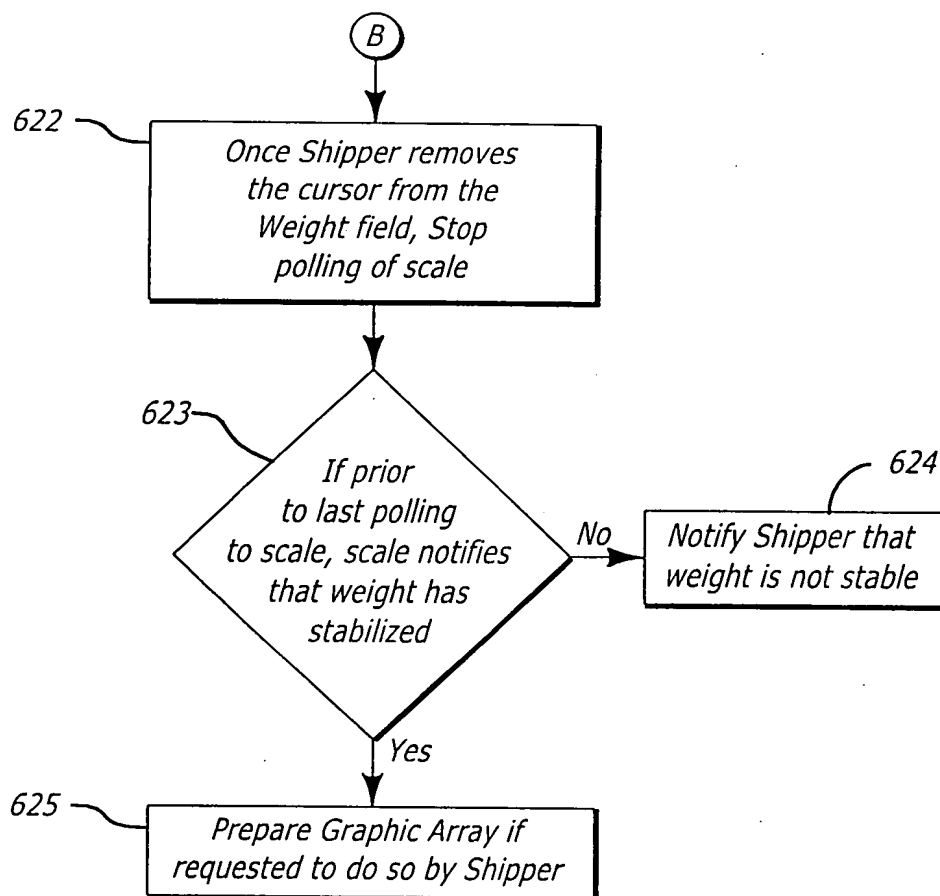 B
622
Once Shipper removes
the cursor from the
Weight field, Stop
polling of scale
623
If prior
to last polling
to scale, scale notifies
that weight has
stabilized
No
624
Notify Shipper that
weight is not stable
Yes
625
Prepare Graphic Array if
requested to do so by Shipper